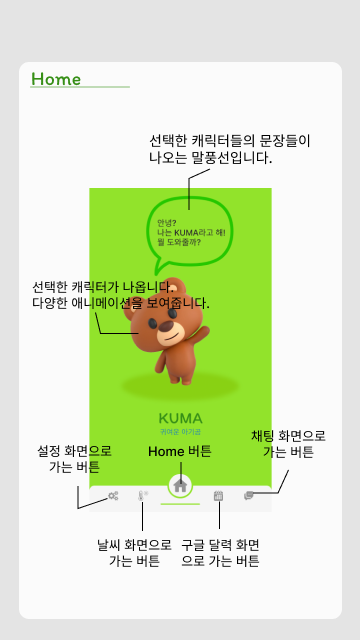 Home
선택한 캐릭터들의 문장들이
나오는 말풍선입니다.
안녕?
나는 KUMA라고 해!
뭘 도와줄까?
선택한 캐릭터가 나옵니다.
다양한 애니메이션을 보여줍니다.
KUMA
귀여운 아기곰
설정 화면으로
가는 버튼
Home 버튼
채팅 화면으로
가는 버튼
날씨 화면으로
가는 버튼
구글 달력 화면
으로 가는 버튼